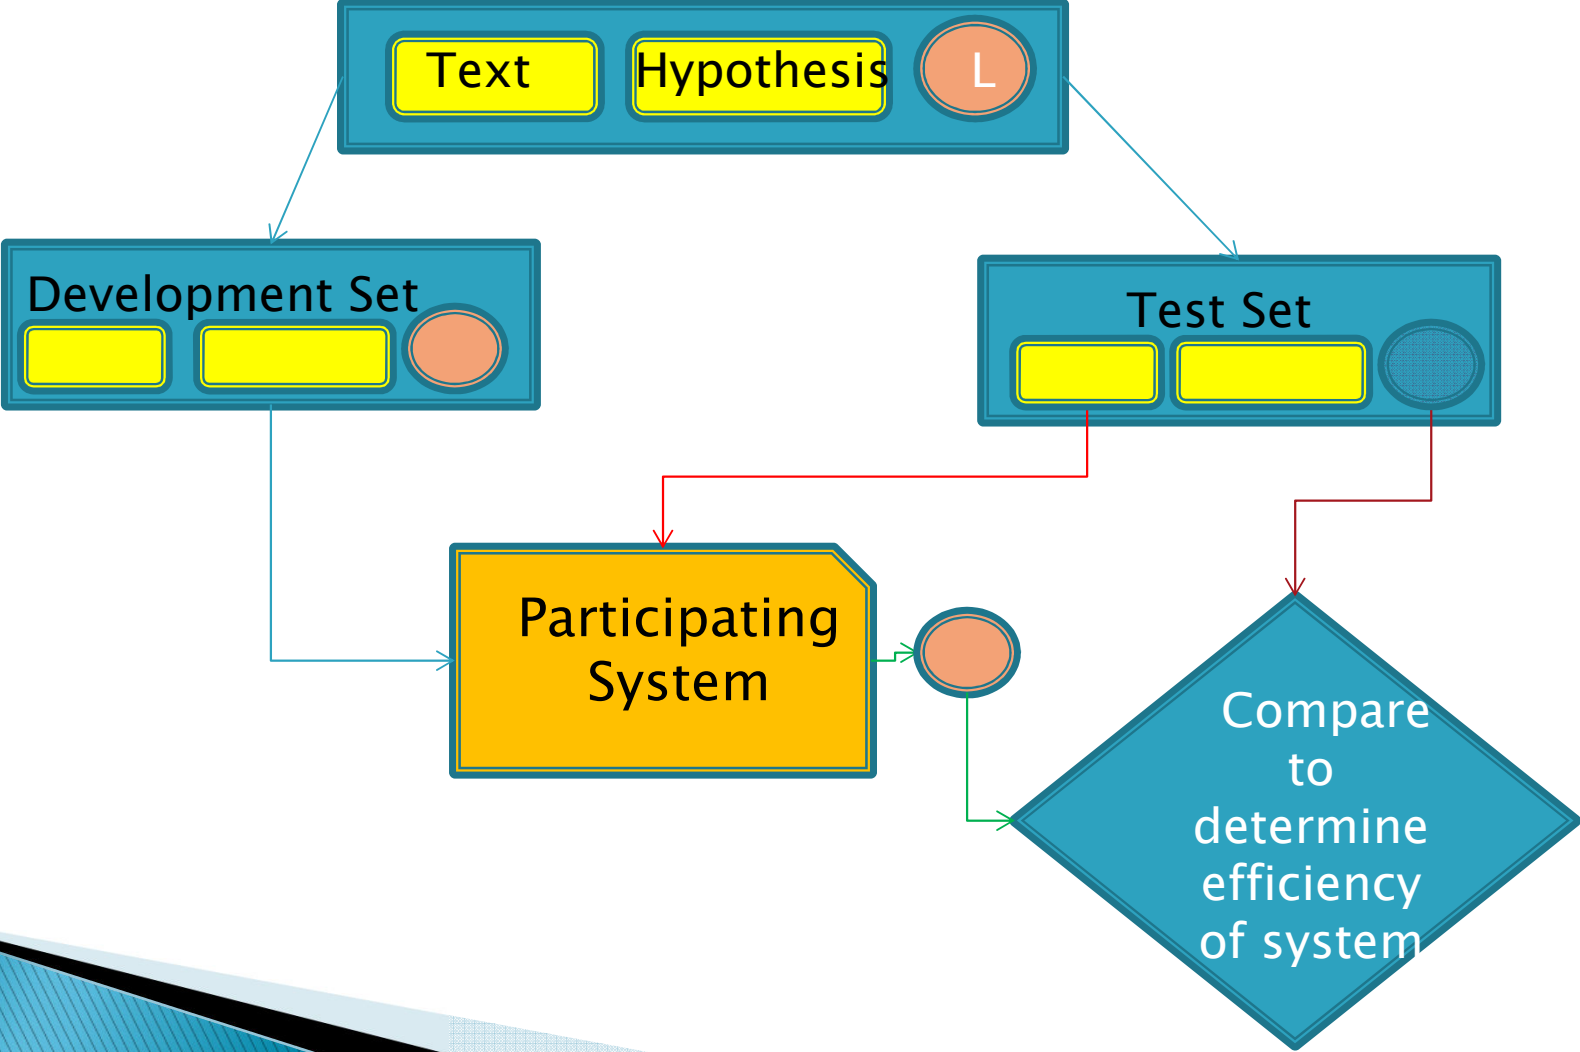 Text Hypothesis L
Development Set
Test Set
Participating
System
Compare
to
determine
efficiency
of system